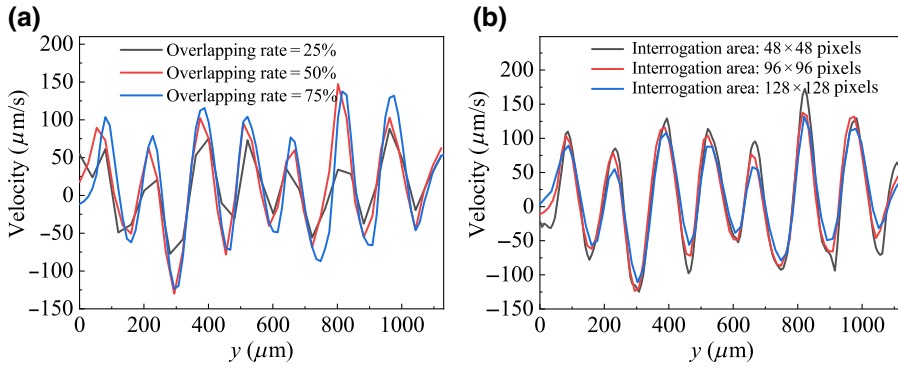 (a)
Overlapping rate = 25%
Overlapping rate = 50%
Overlapping rate = 75%
Velocity (μm/s)
200
150
100
50
0
−50
−100
−150
0 200 400 600 800 1000
y (μm)
(b)
Interrogation area: 48 × 48 pixels
Interrogation area: 96 × 96 pixels
Interrogation area: 128 × 128 pixels
Velocity (μm/s)
200
150
100
50
0
−50
−100
−150
0 200 400 600 800 1000
y (μm)